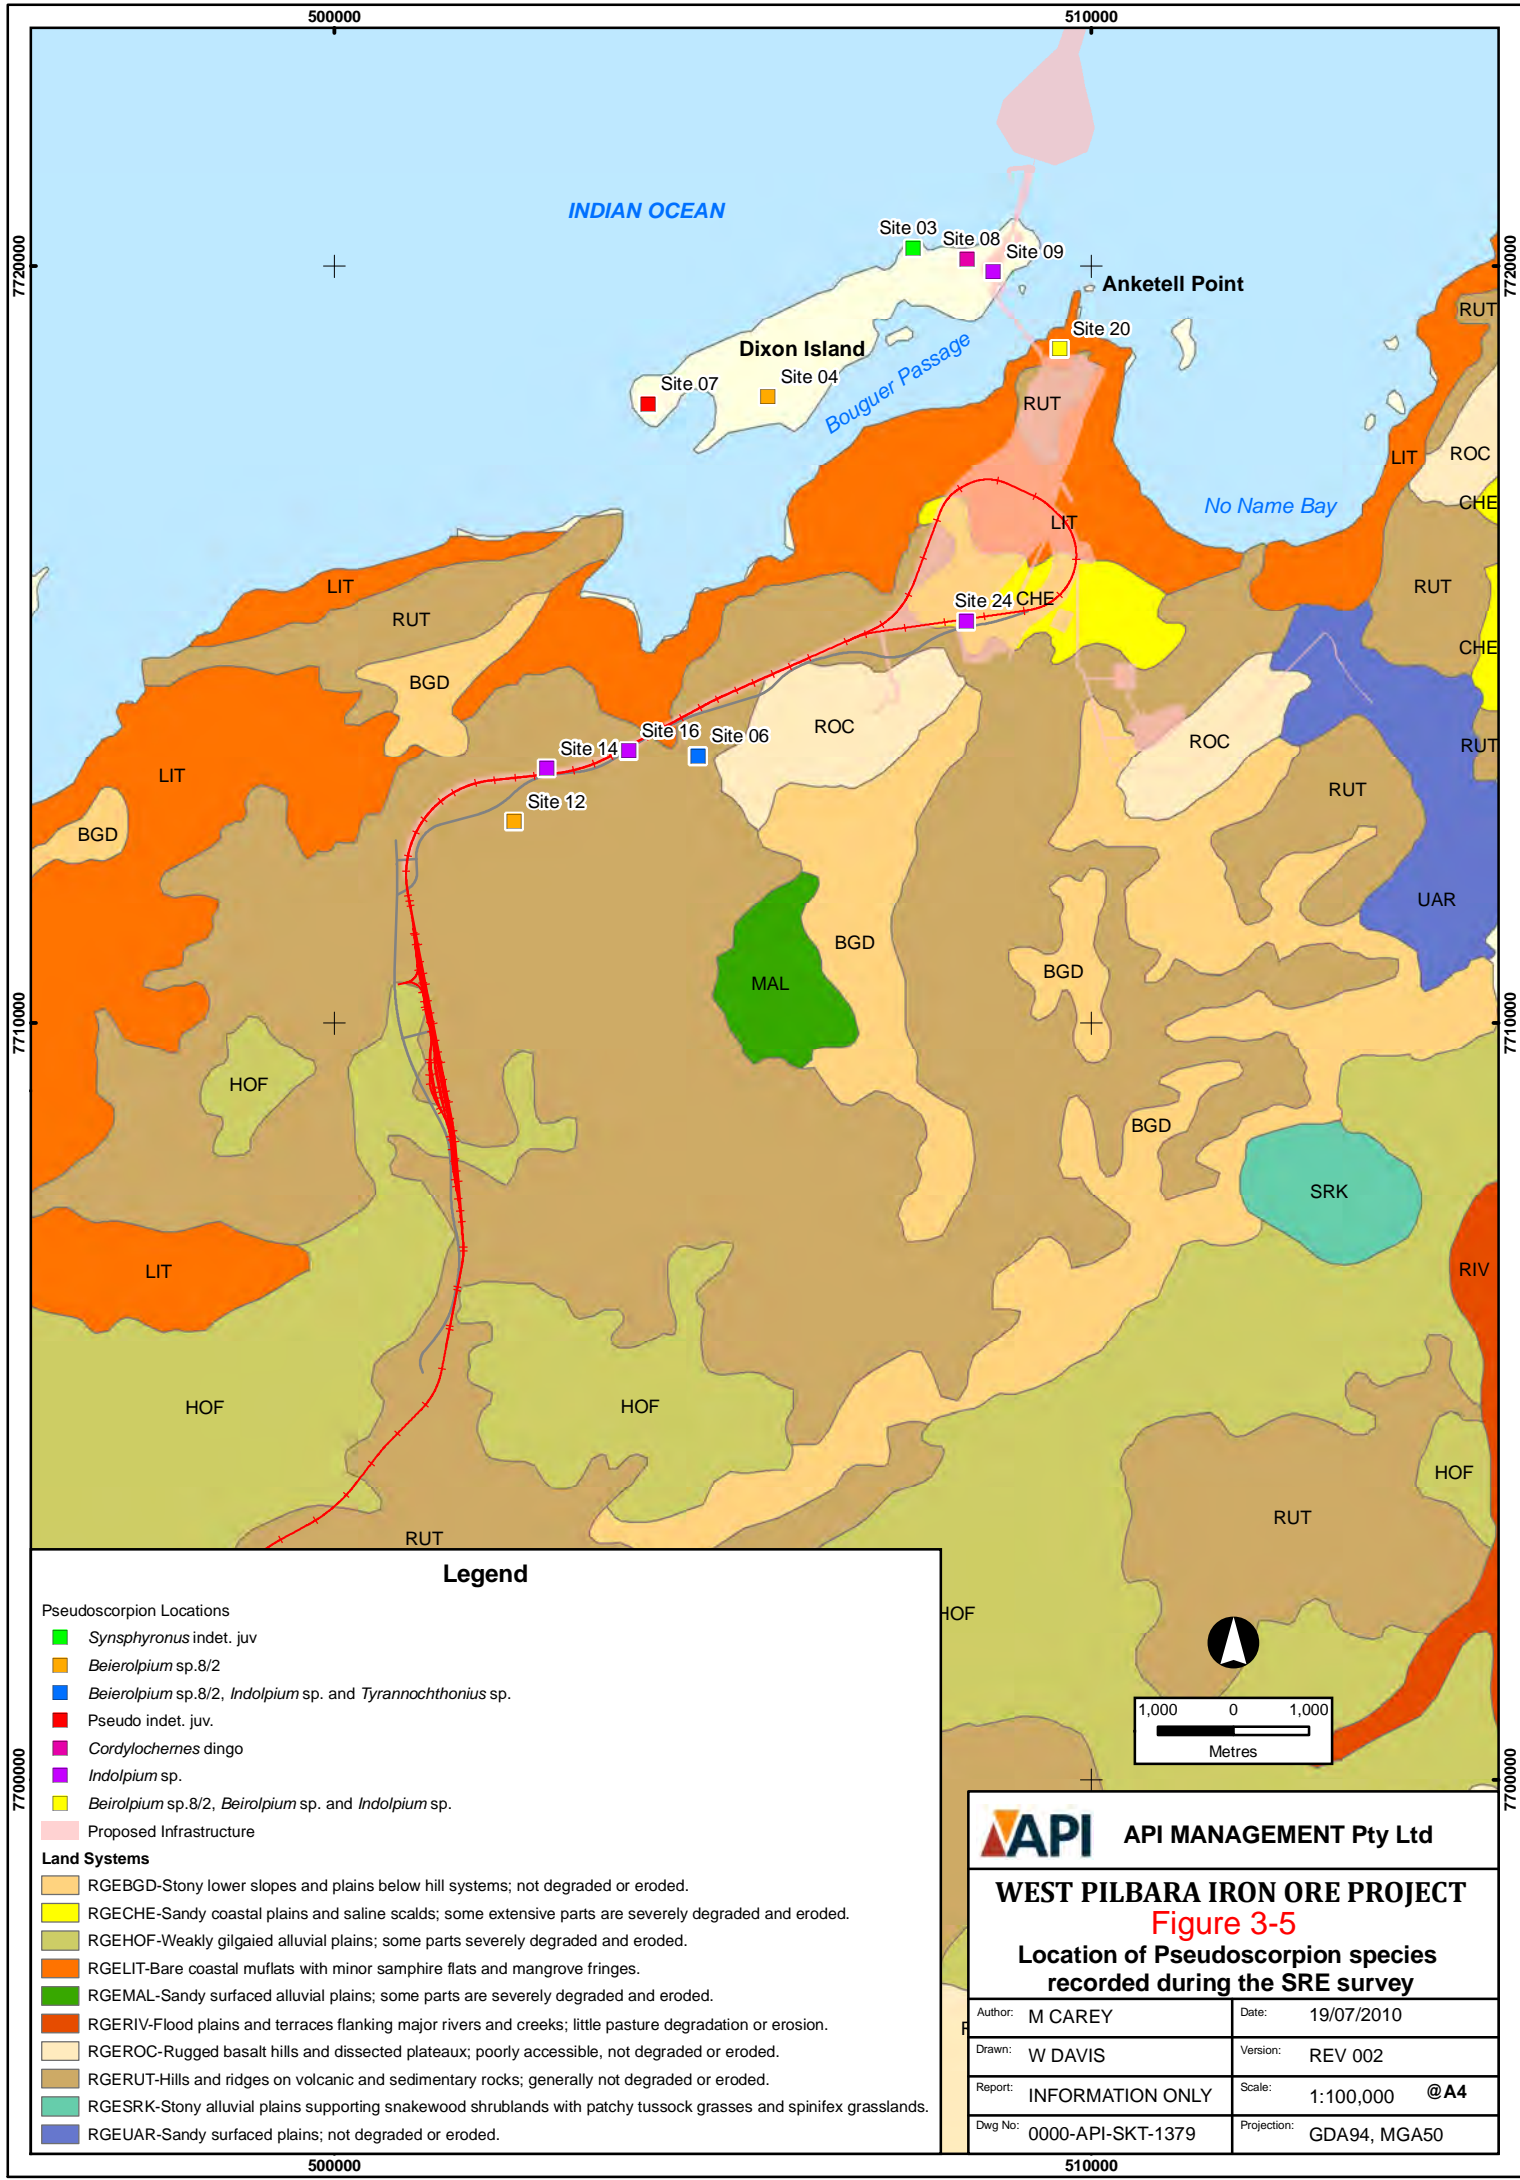 500000
510000
INDIAN OCEAN
Site 03
Site 08
Site 09
7720000
7720000
Anketell Point
RUT
Site 20
Dixon Island
Bouguer Passage
Site 07
Site 04
RUT
LIT
ROC
No Name Bay
CHE
LIT
LIT
RUT
RUT
Site 24
CHE
CHE
BGD
Site 16
Site 06
ROC
ROC
RUT
Site 14
LIT
RUT
Site 12
BGD
UAR
BGD
BGD
MAL
7710000
7710000
HOF
BGD
SRK
LIT
RIV
HOF
HOF
HOF
RUT
RUT
HOF
Legend
Pseudoscorpion Locations
Synsphyronus indet. juv
Beierolpium sp.8/2
Beierolpium sp.8/2, Indolpium sp. and Tyrannochthonius sp.
Pseudo indet. juv.
Cordylochernes dingo
Indolpium sp.
Beirolpium sp.8/2, Beirolpium sp. and Indolpium sp.
Proposed Infrastructure
Land Systems
RGEBGD-Stony lower slopes and plains below hill systems; not degraded or eroded.
RGECHE-Sandy coastal plains and saline scalds; some extensive parts are severely degraded and eroded.
RGEHOF-Weakly gilgaied alluvial plains; some parts severely degraded and eroded.
RGELIT-Bare coastal muflats with minor samphire flats and mangrove fringes.
RGEMAL-Sandy surfaced alluvial plains; some parts are severely degraded and eroded.
RGERIV-Flood plains and terraces flanking major rivers and creeks; little pasture degradation or erosion.
RGEROC-Rugged basalt hills and dissected plateaux; poorly accessible, not degraded or eroded.
RGERUT-Hills and ridges on volcanic and sedimentary rocks; generally not degraded or eroded.
RGESRK-Stony alluvial plains supporting snakewood shrublands with patchy tussock grasses and spinifex grasslands.
RGEUAR-Sandy surfaced plains; not degraded or eroded.
1,000 0 1,000
Metres
7700000
7700000
API API MANAGEMENT Pty Ltd
WEST PILBARA IRON ORE PROJECT
Figure 3-5
Location of Pseudoscorpion species
recorded during the SRE survey
Author: M CAREY Date: 19/07/2010
Drawn: W DAVIS Version: REV 002
Report: INFORMATION ONLY Scale: 1:100,000 @A4
Dwg No: 0000-API-SKT-1379 Projection: GDA94, MGA50
500000
510000